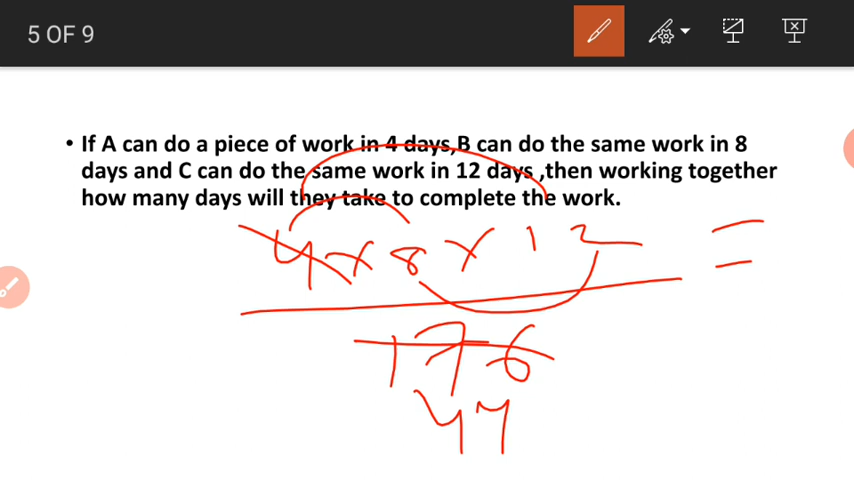 5 OF 9
• If A can do a piece of work in 4 days,B can do the same work in 8
days and C can do the same work in 12 days ,then working together
how many days will they take to complete the work.
4 x 8 x 12 =
176
44